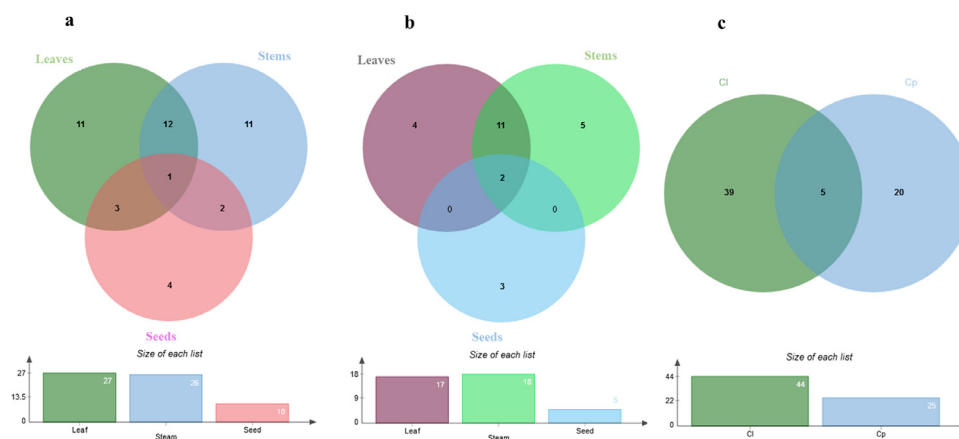 a
Leaves
Stems
11
12
11
1
3
2
4
Seeds
Size of each list
27
13.5
0
27
26
10
Leaf
Steam
Seed
b
Leaves
Stems
4
11
5
2
0
0
3
Seeds
Size of each list
18
9
0
17
18
5
Leaf
Steam
Seed
c
Cl
Cp
39
5
20
Size of each list
44
22
0
44
25
Cl
Cp